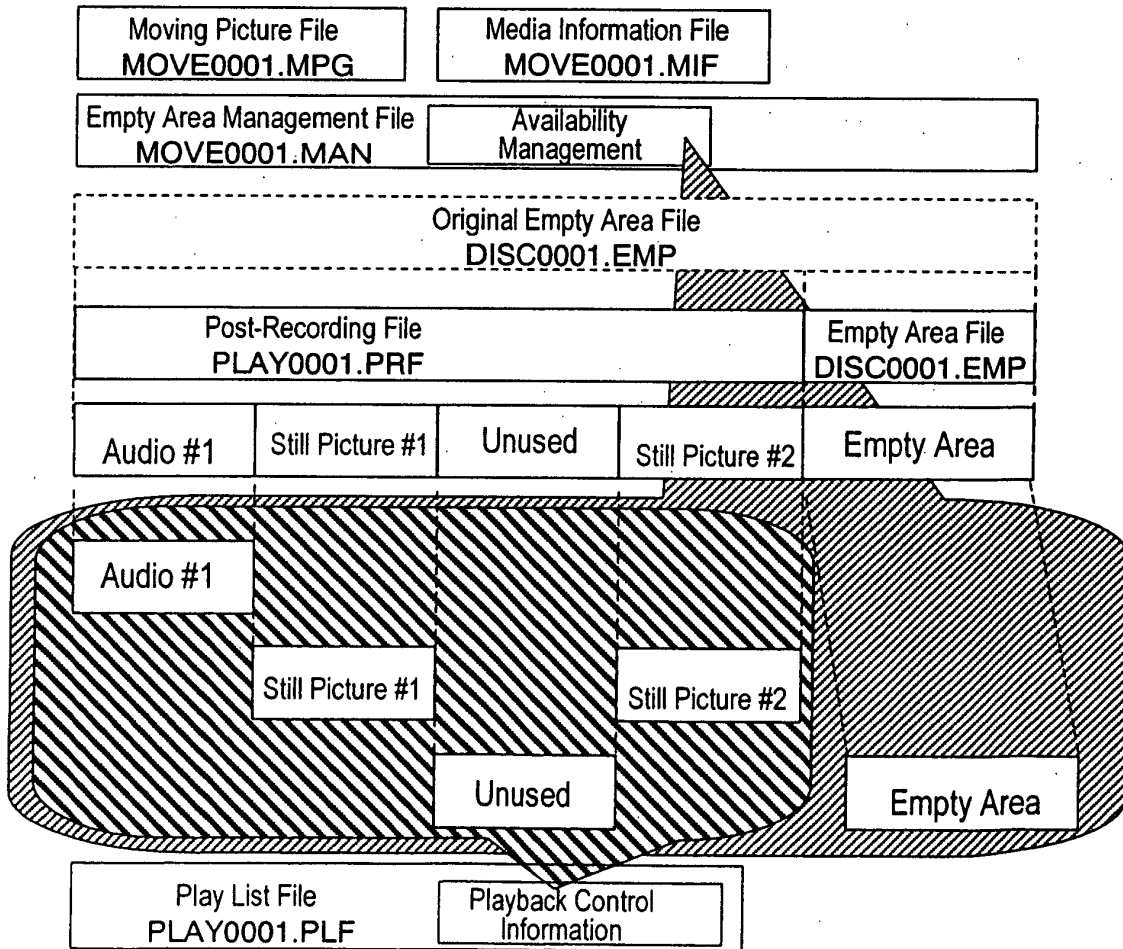 Moving Picture File
MOVE0001.MPG
Media Information File
MOVE0001.MIF
Empty Area Management File
MOVE0001.MAN
Availability
Management
Original Empty Area File
DISC0001.EMP
Post-Recording File
PLAY0001.PRF
Empty Area File
DISC0001.EMP
Audio #1
Still Picture #1
Unused
Still Picture #2
Empty Area
Audio #1
Still Picture #1
Still Picture #2
Unused
Empty Area
Play List File
PLAY0001.PLF
Playback Control
Information